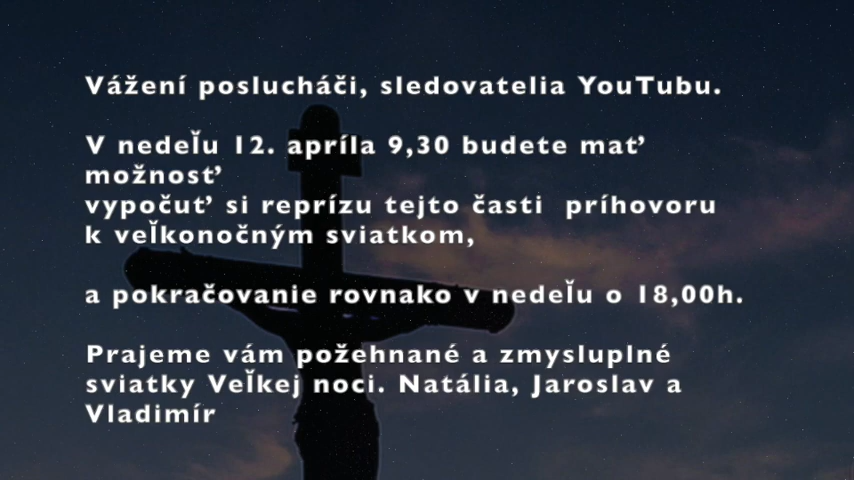 Vážení poslucháči, sledovatelia YouTubu.
V nedeľu 12. apríla 9,30 budete mať
možnosť
vypočuť si reprízu tejto časti príhovoru
k veľkonočným sviatkom,
a pokračovanie rovnako v nedeľu o 18,00h.
Prajeme vám požehnané a zmysluplné
sviatky Veľkej noci. Natália, Jaroslav a
Vladimír